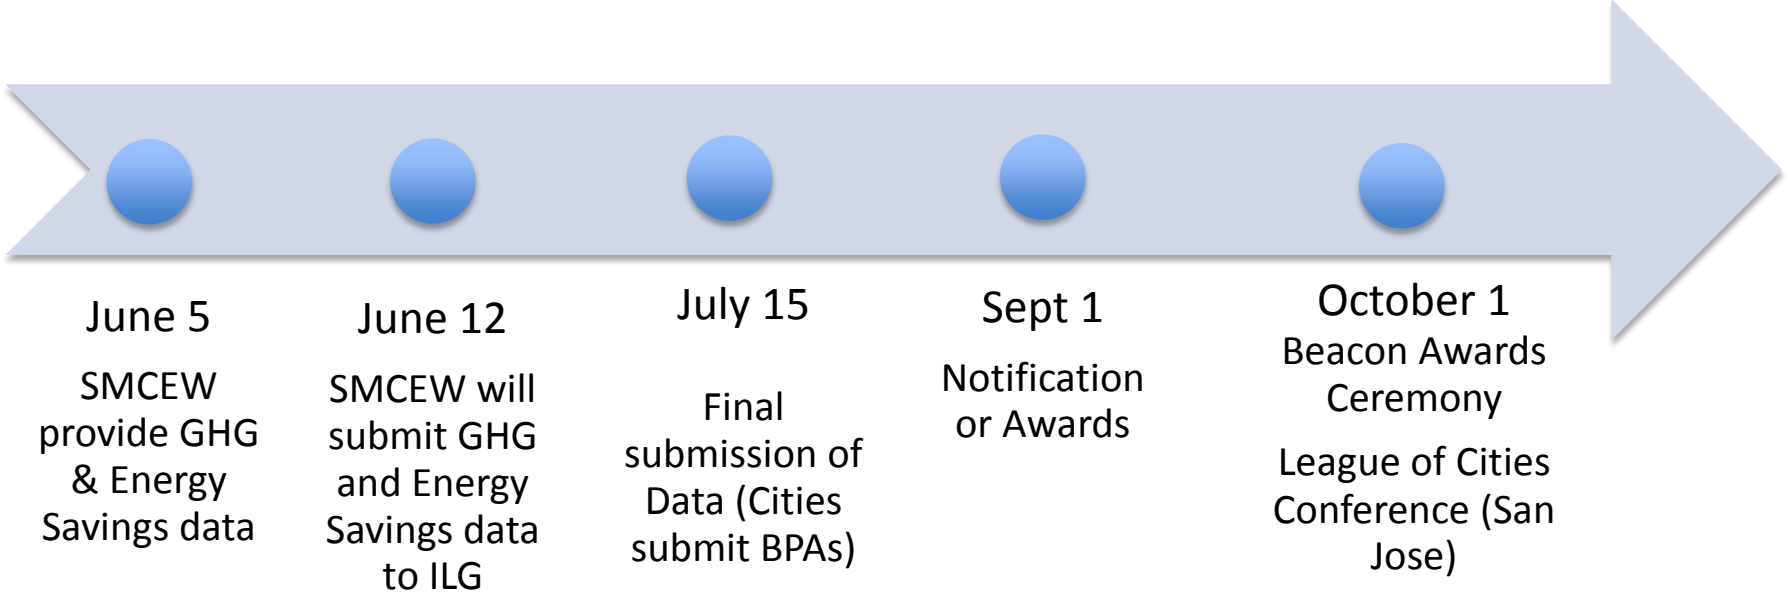 June 5
SMCEW
provide GHG
& Energy
Savings data
June 12
SMCEW will
submit GHG
and Energy
Savings data
to ILG
July 15
Final
submission of
Data (Cities
submit BPAs)
Sept 1
Notification
or Awards
October 1
Beacon Awards
Ceremony
League of Cities
Conference (San
Jose)